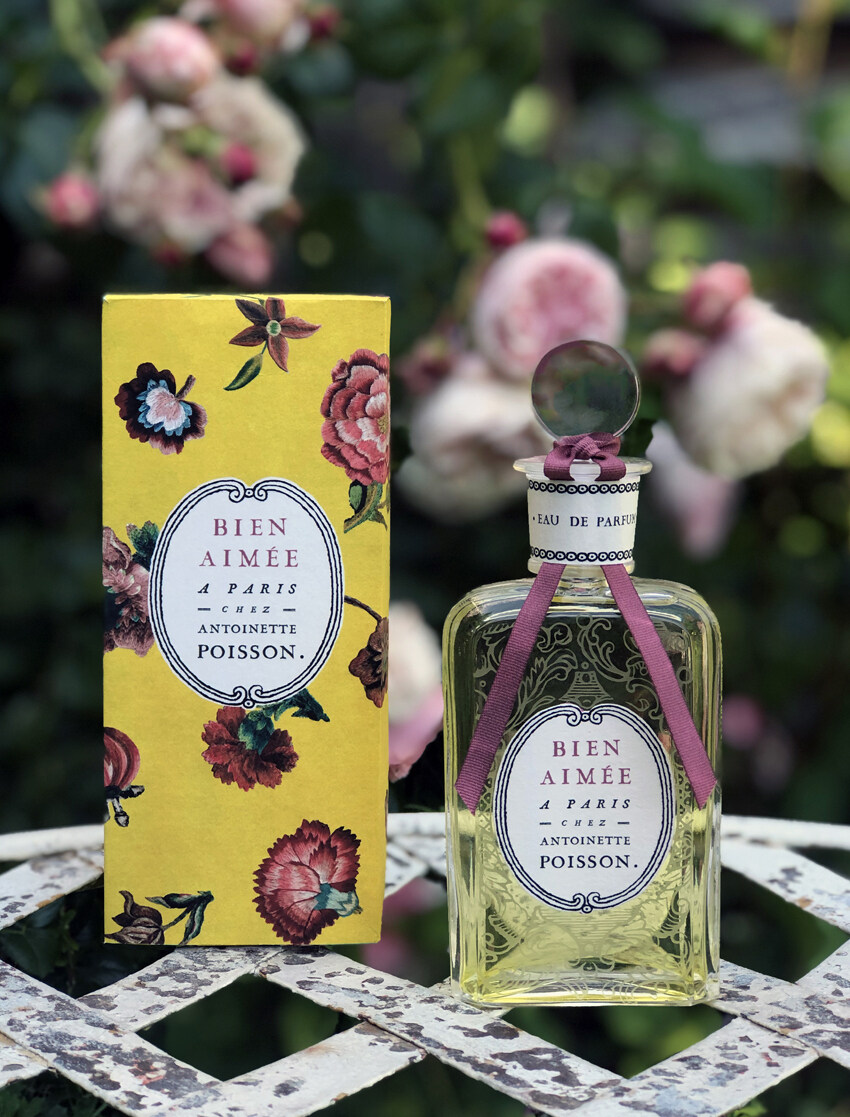 BIEN
AIMÉE
A PARIS
CHEZ
ANTOINETTE
POISSON.
· EAU DE PARFUM
BIEN
AIMÉE
A PARIS
CHEZ
ANTOINETTE
POISSON.